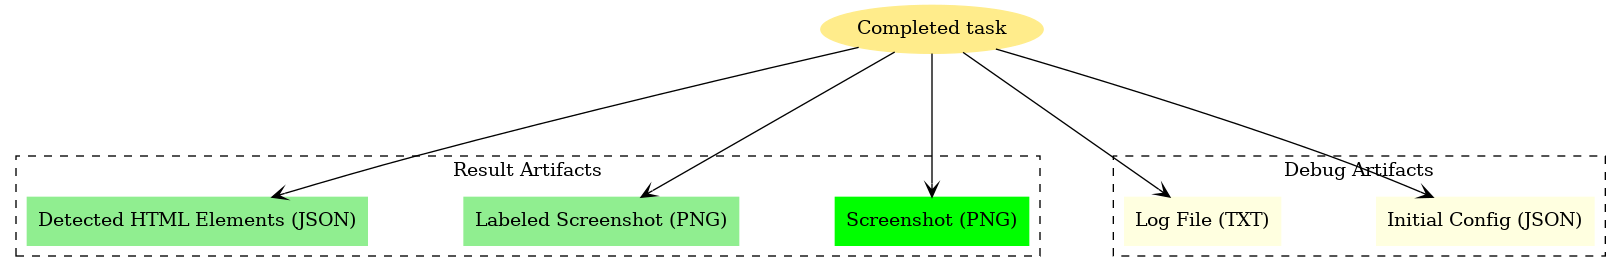 Completed task
Result Artifacts
Debug Artifacts
Detected HTML Elements (JSON)
Labeled Screenshot (PNG)
Screenshot (PNG)
Log File (TXT)
Initial Config (JSON)